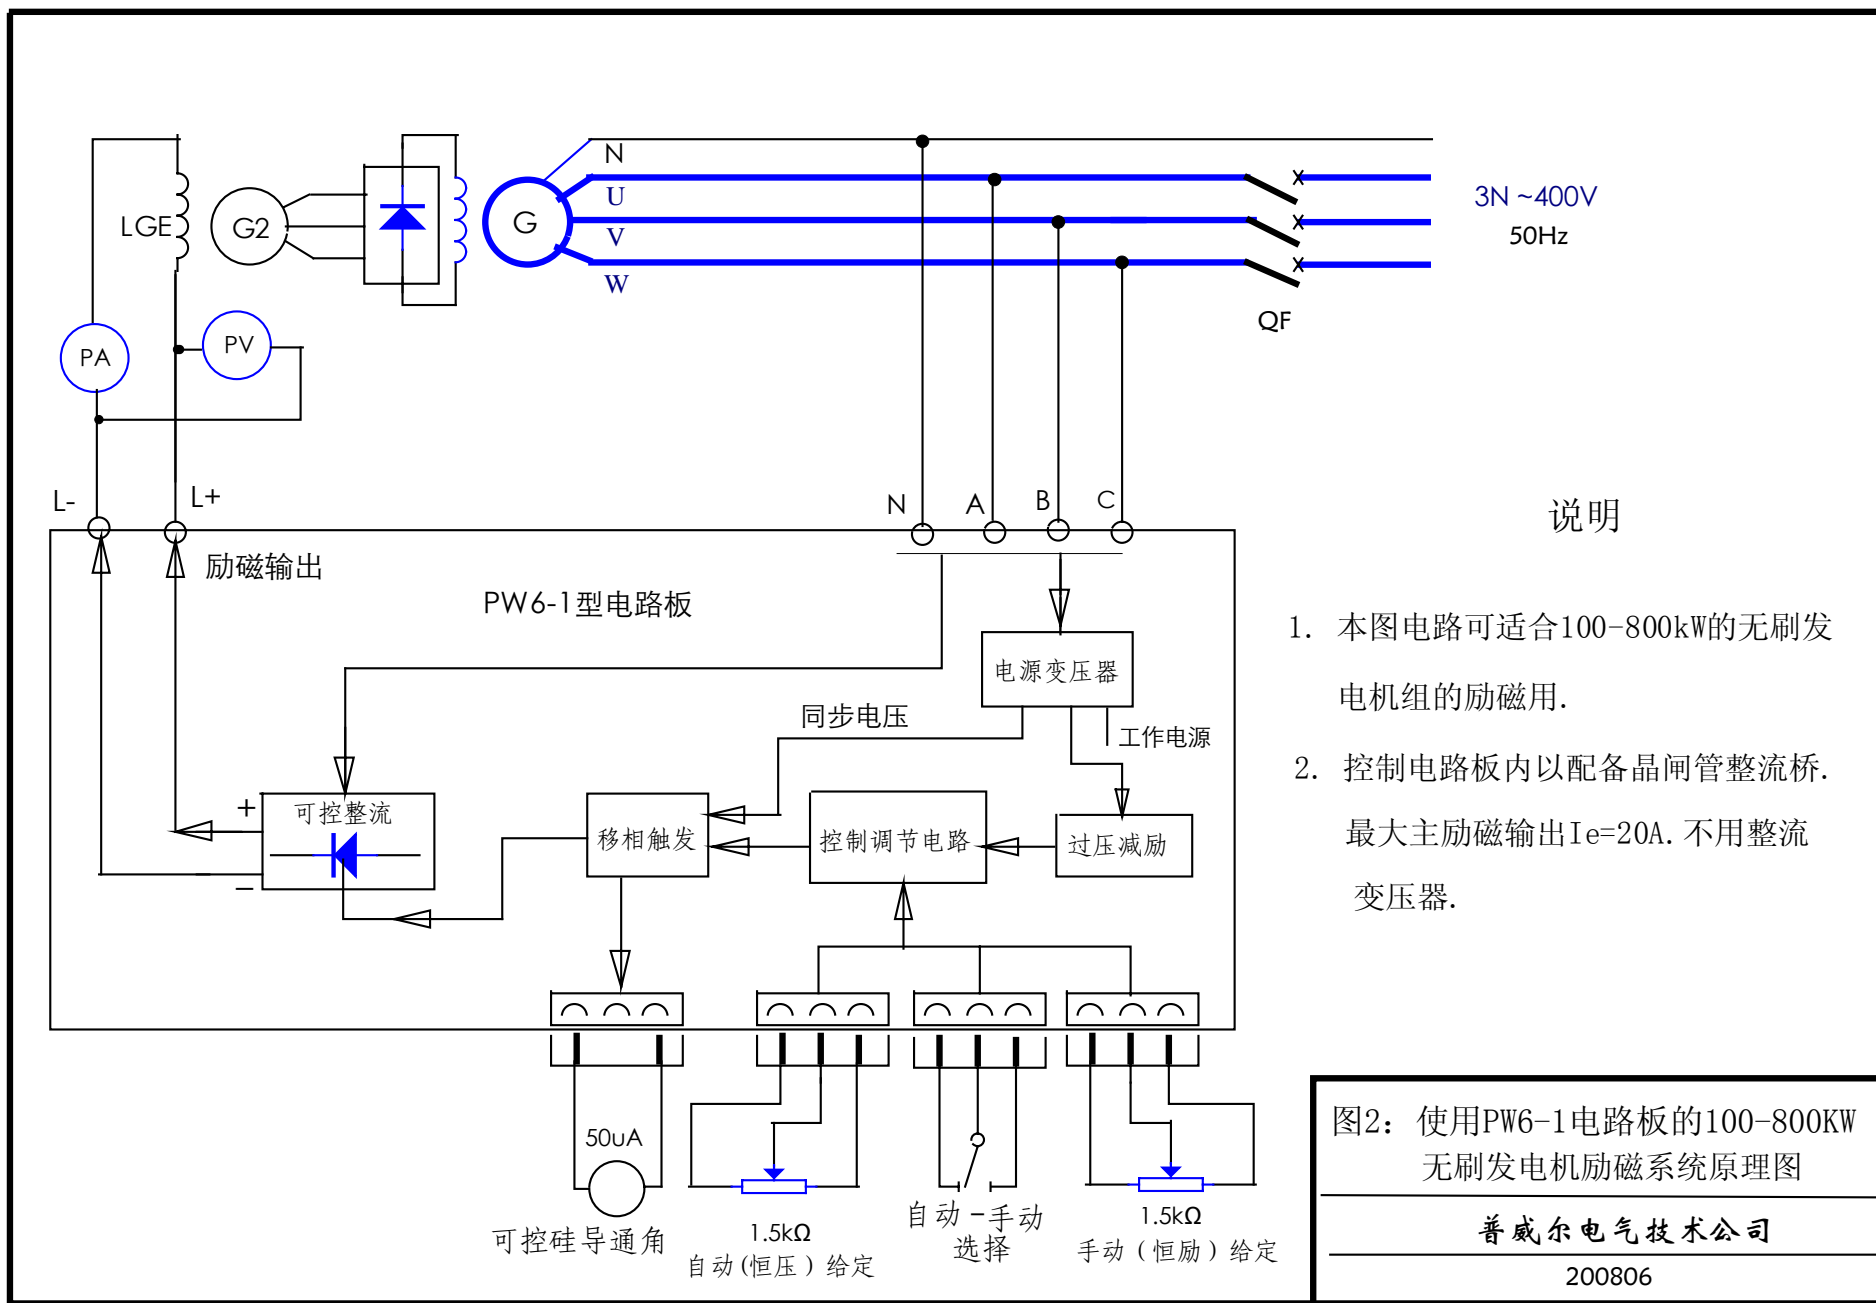 N
U
V
W
LGE
G2
G
3N ~400V
50Hz
QF
PA
PV
L-
L+
N
A
B
C
励磁输出
PW6-1型电路板
电源变压器
同步电压
工作电源
+
可控整流
−
移相触发
控制调节电路
过压减励
50uA
可控硅导通角
1.5kΩ
自动(恒压)给定
自动-手动
选择
1.5kΩ
手动(恒励)给定
说明
1. 本图电路可适合100-800kW的无刷发
电机组的励磁用.
2. 控制电路板内以配备晶闸管整流桥.
最大主励磁输出Ie=20A.不用整流
变压器.
图2: 使用PW6-1电路板的100-800KW
无刷发电机励磁系统原理图
普威尔电气技术公司
200806